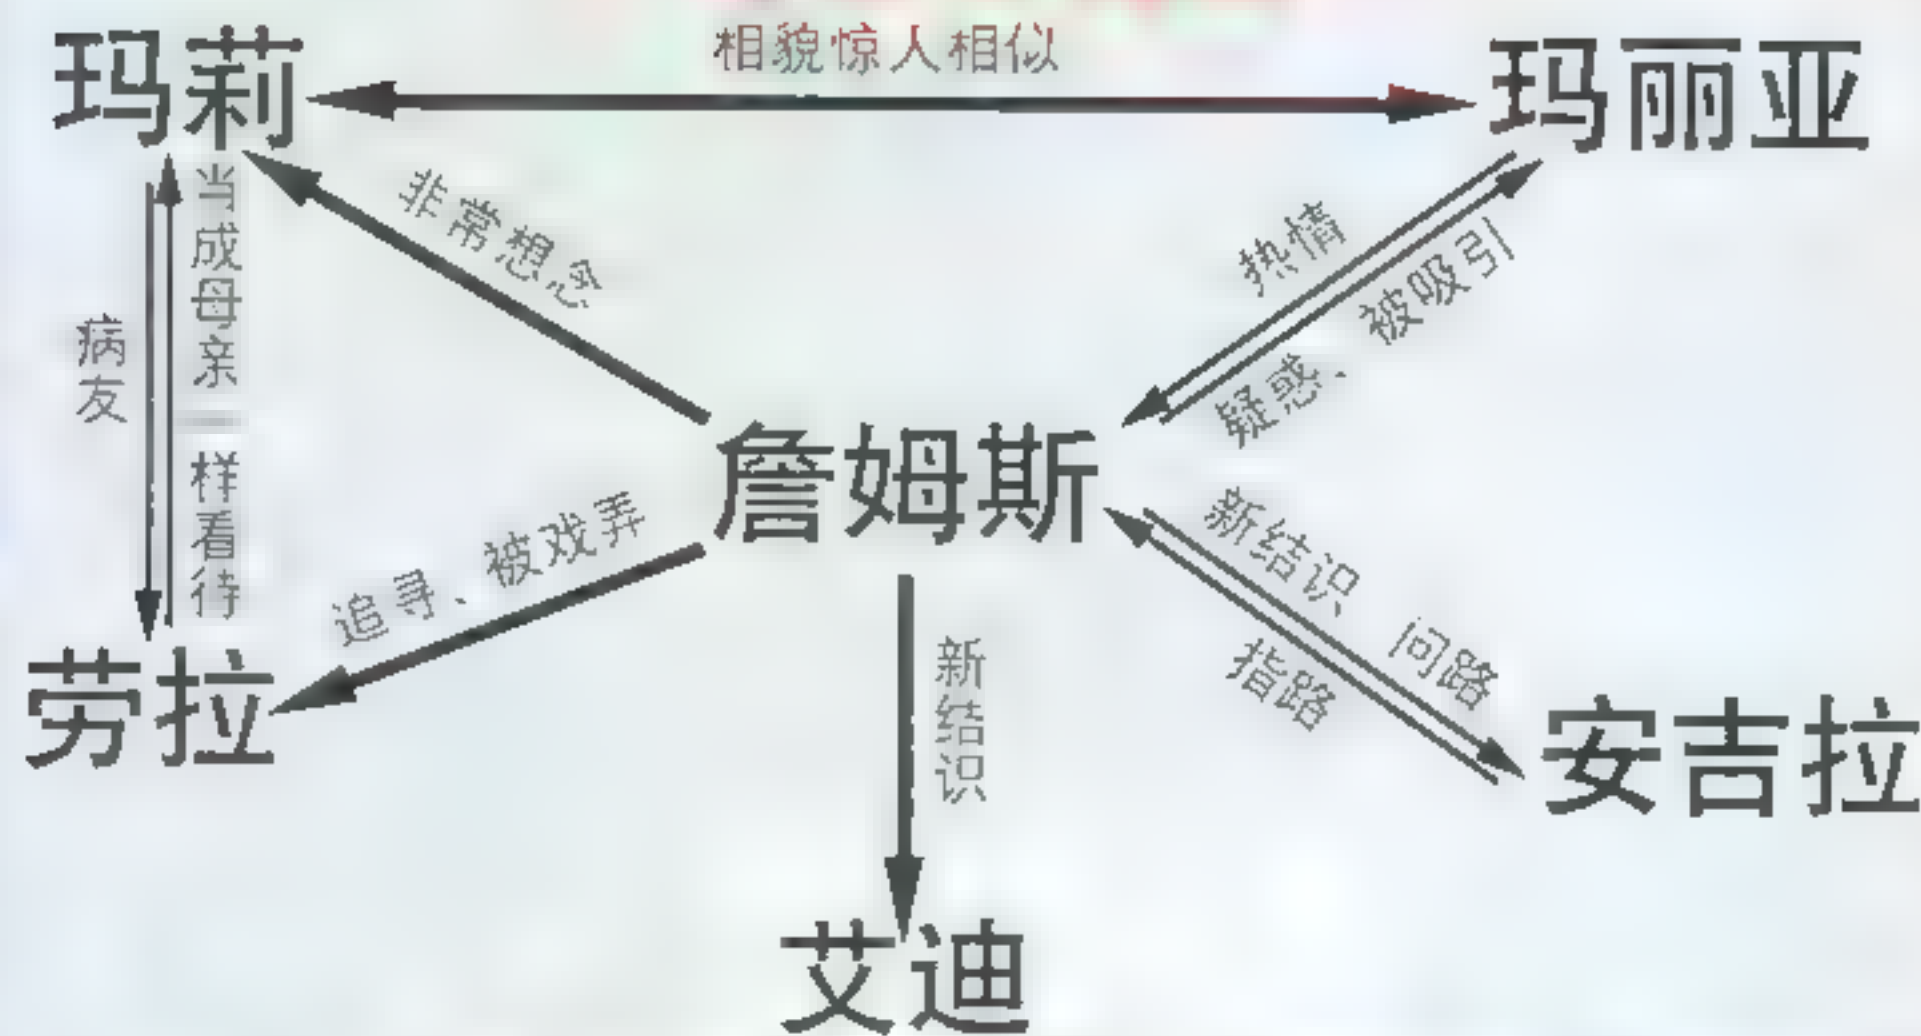 相貌惊人相似
玛莉
玛丽亚
当成母亲一样看待
病友
非常想念
热情
疑惑、被吸引
詹姆斯
追寻、被戏弄
新结识 问路
指路
劳拉
新结识
安吉拉
艾迪